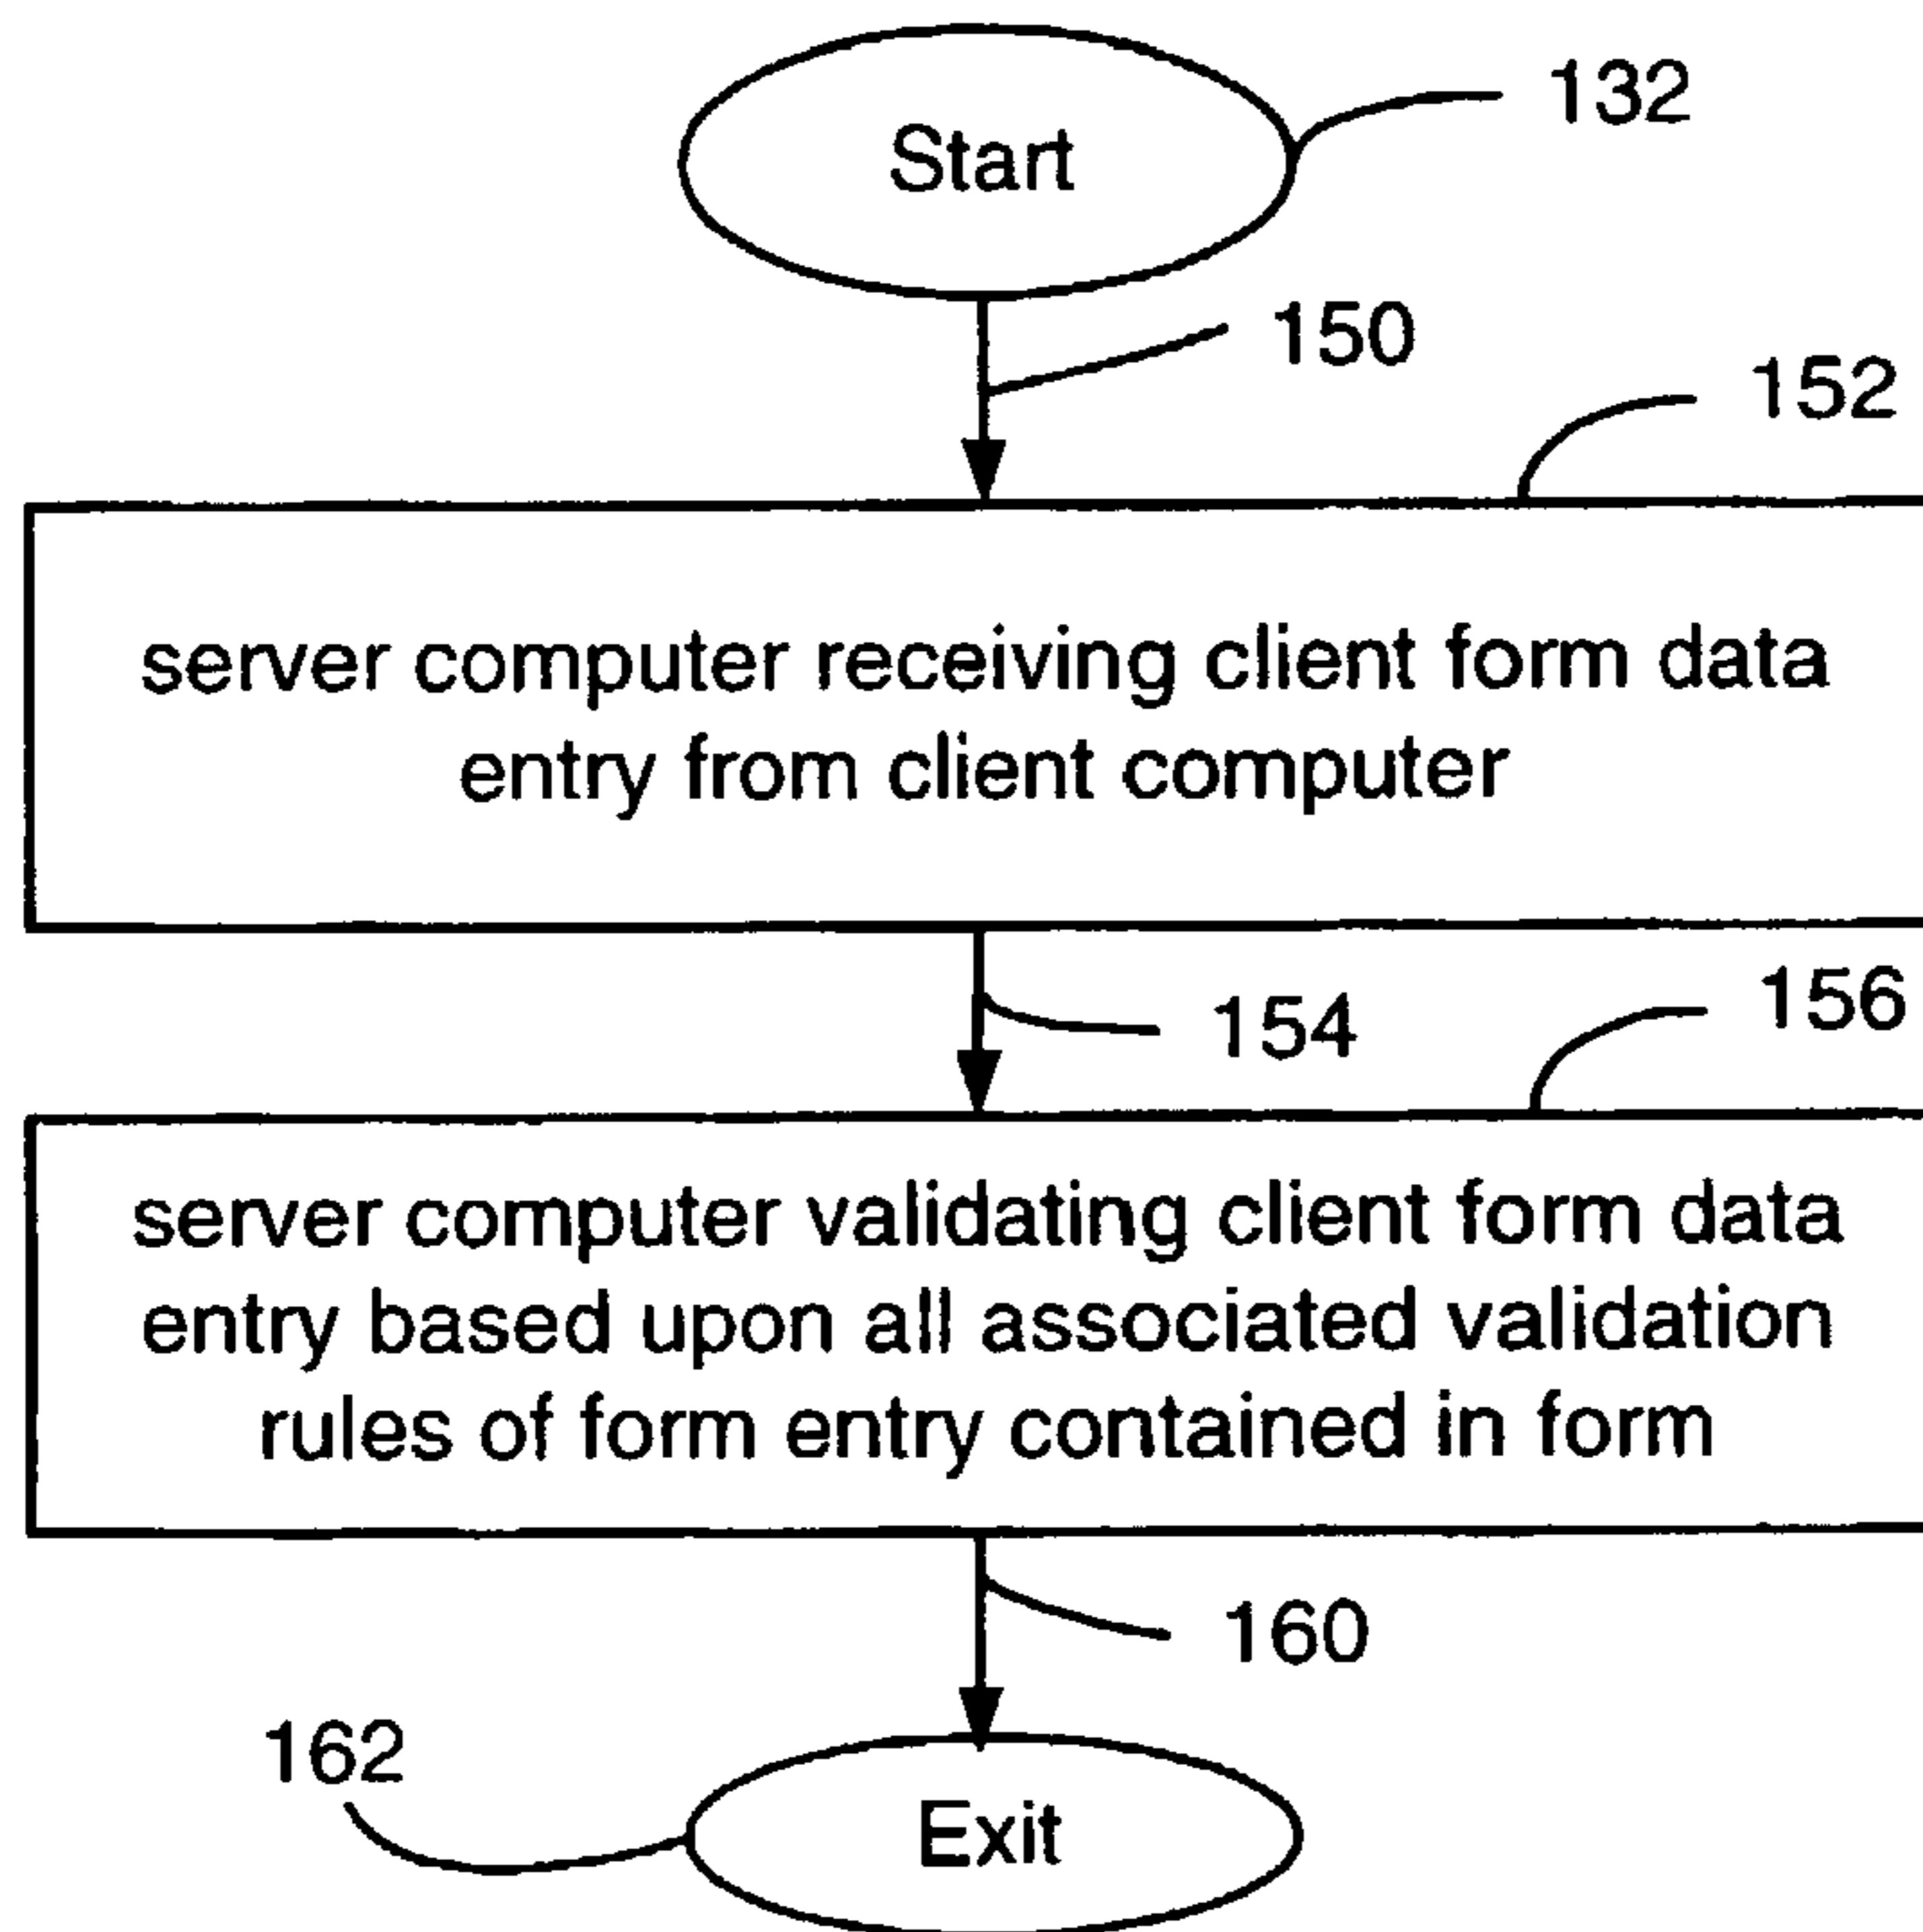 Start
132
150
152
server computer receiving client form data
entry from client computer
154
156
server computer validating client form data
entry based upon all associated validation
rules of form entry contained in form
160
162
Exit